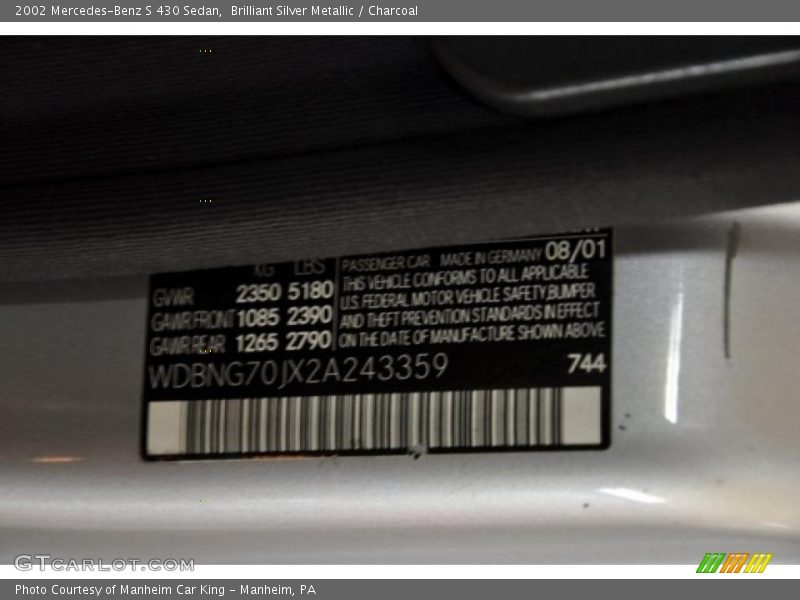 2002 Mercedes-Benz S 430 Sedan, Brilliant Silver Metallic / Charcoal
KG LBS
GVWR 2350 5180
GAWR FRONT 1085 2390
GAWR REAR 1265 2790
PASSENGER CAR MADE IN GERMANY 08/01
THIS VEHICLE CONFORMS TO ALL APPLICABLE
U.S. FEDERAL MOTOR VEHICLE SAFETY, BUMPER
AND THEFT PREVENTION STANDARDS IN EFFECT
ON THE DATE OF MANUFACTURE SHOWN ABOVE
WDBNG70JX2A243359 744
GTCARLOT.COM
Photo Courtesy of Manheim Car King - Manheim, PA